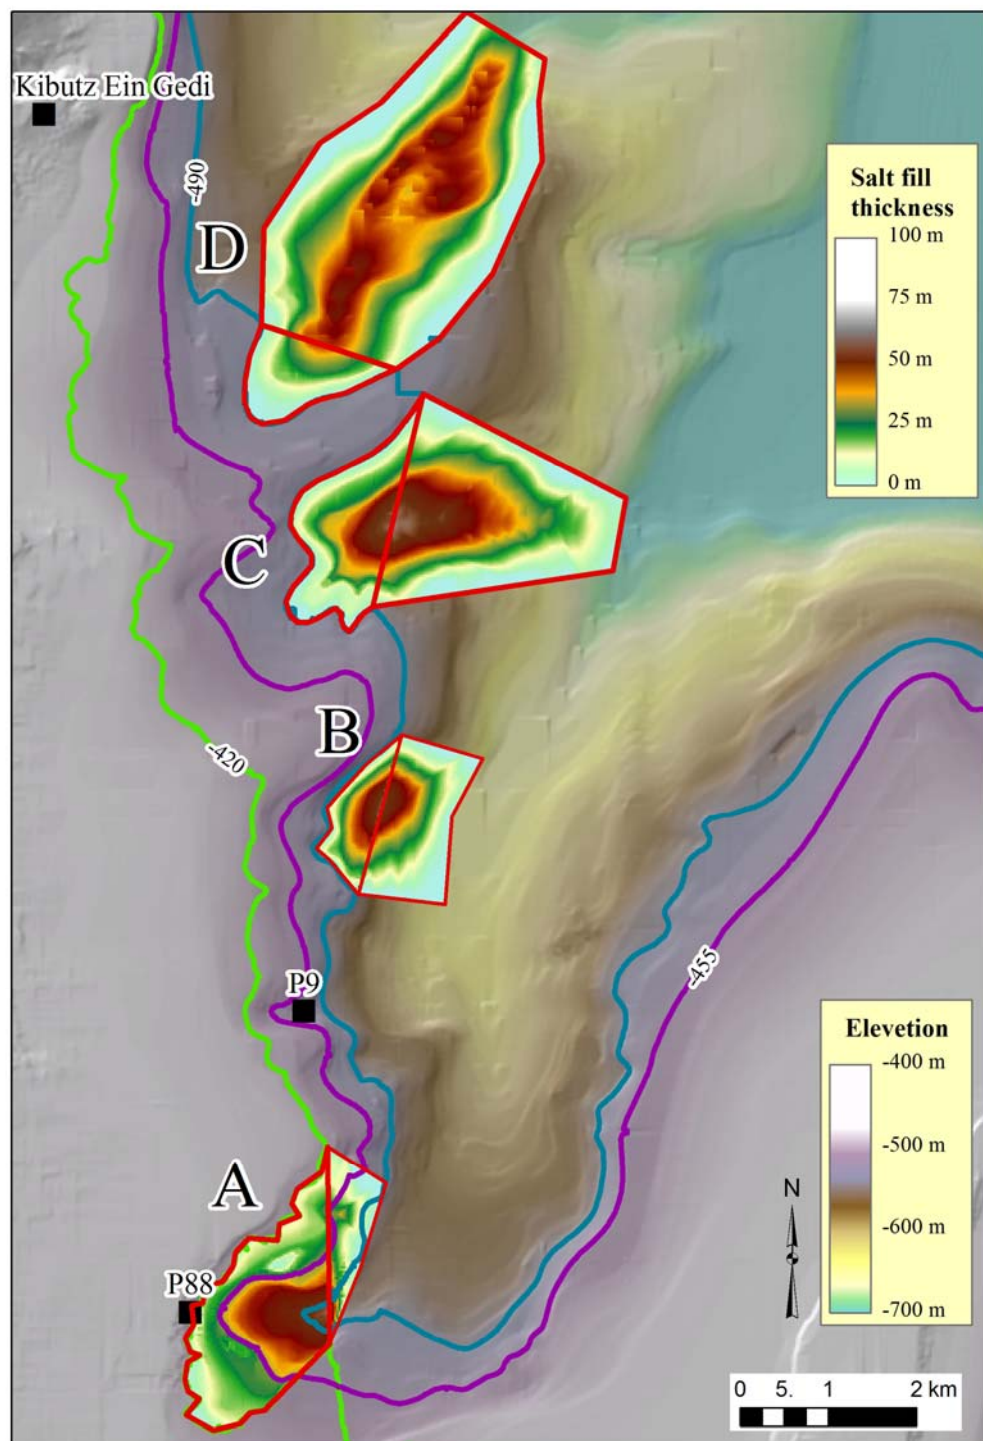 Kibutz Ein Gedi
-490
D
Salt fill
thickness
100 m
75 m
50 m
25 m
0 m
C
B
-420
P9
-455
Elevetion
-400 m
-500 m
-600 m
-700 m
A
N
P88
0 5. 1 2 km